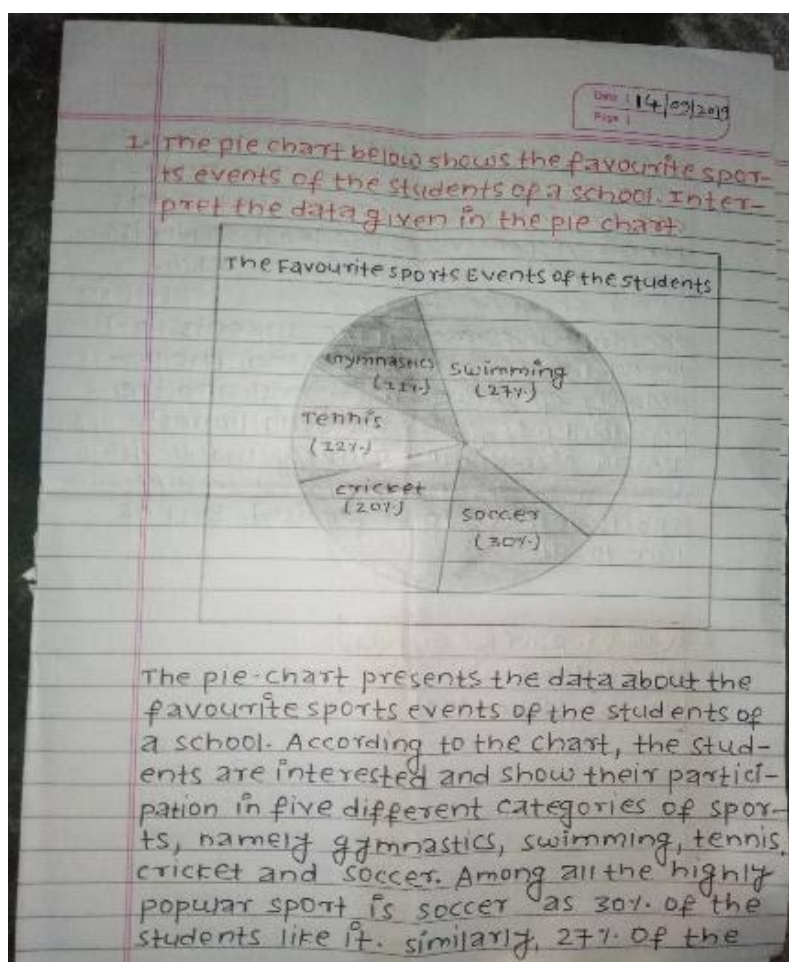 Date : 14/09/2019
Page :
1. The pie chart below shows the favourite spor-
ts events of the students of a school. Inter-
pret the data given in the pie chart.
The Favourite sports Events of the students
Gymnastics
(11%)
swimming
(27%)
Tennis
(12%)
cricket
(20%)
soccer
(30%)
The pie-chart presents the data about the
favourite sports events of the students of
a school. According to the chart, the stud-
ents are interested and show their partici-
pation in five different categories of spor-
ts, namely gymnastics, swimming, tennis,
cricket and soccer. Among all the highly
popular sport is soccer as 30% of the
students like it. similarly, 27% of the